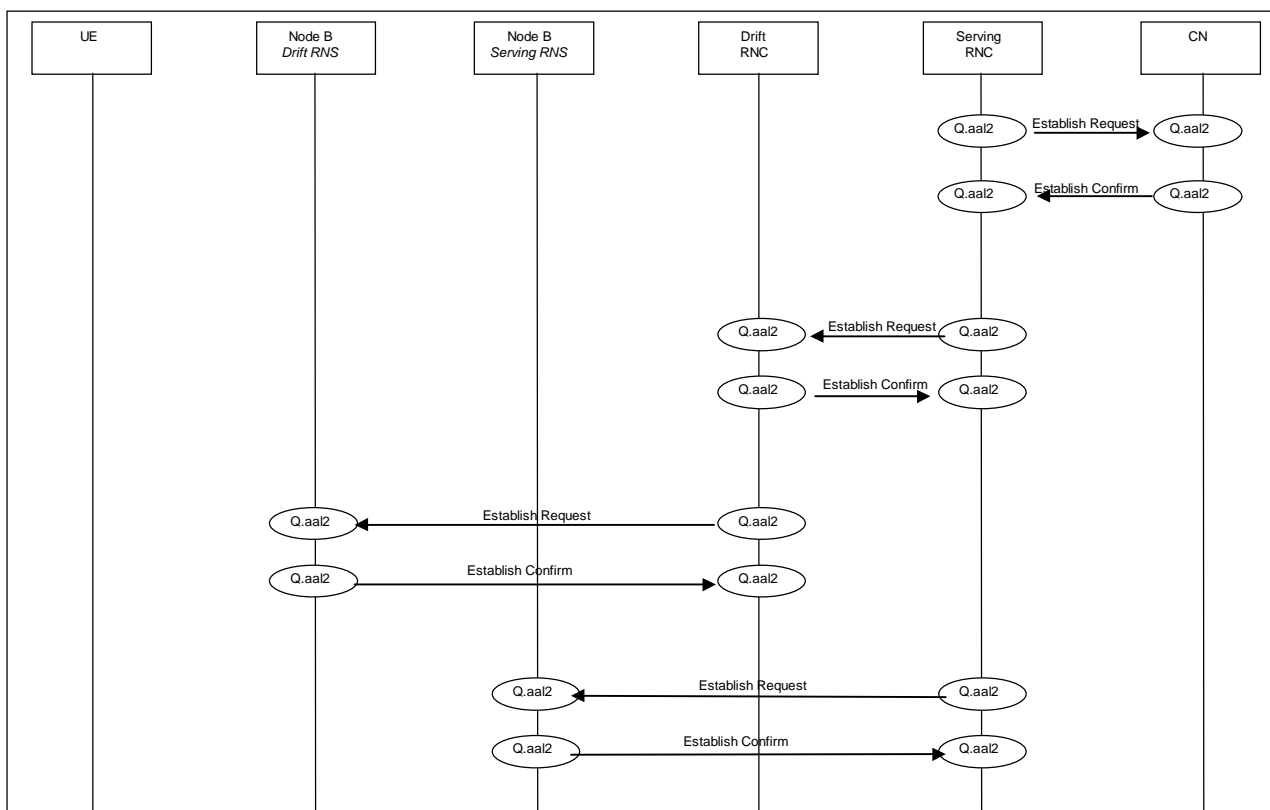 UE
Node B
Drift RNS
Node B
Serving RNS
Drift
RNC
Serving
RNC
CN
Q.aal2
Establish Request
Q.aal2
Q.aal2
Establish Confirm
Q.aal2
Q.aal2
Establish Request
Q.aal2
Q.aal2
Establish Confirm
Q.aal2
Q.aal2
Establish Request
Q.aal2
Q.aal2
Establish Confirm
Q.aal2
Q.aal2
Establish Request
Q.aal2
Q.aal2
Establish Confirm
Q.aal2